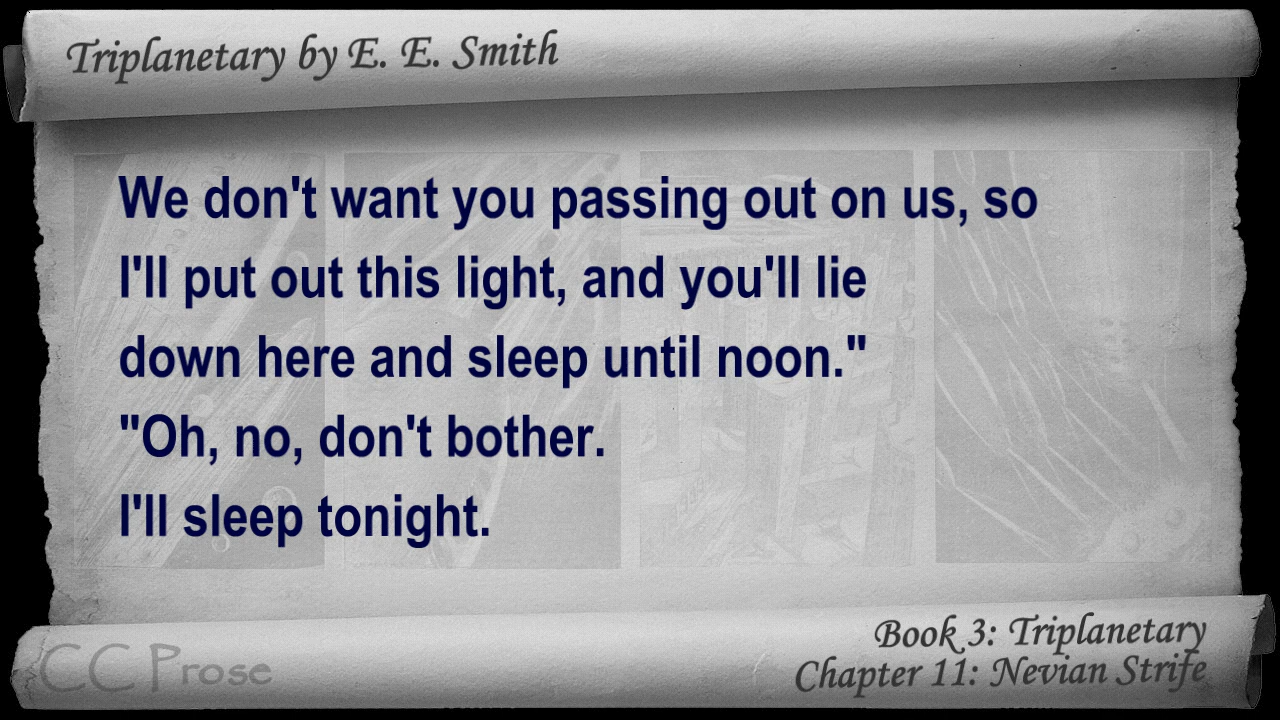 Triplanetary by E. E. Smith
We don't want you passing out on us, so
I'll put out this light, and you'll lie
down here and sleep until noon."
"Oh, no, don't bother.
I'll sleep tonight.
Book 3: Triplanetary
Chapter 11: Nevian Strife
CC Prose